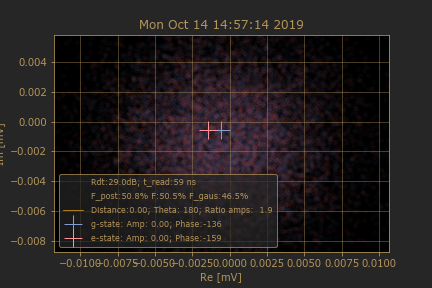 Mon Oct 14 14:57:14 2019
0.004
0.002
0.000
−0.002
−0.004
−0.006
−0.008
Im [mV]
Rdt:29.0dB; t_read:59 ns
F_post:50.8% F:50.5% F_gaus:46.5%
Distance:0.00; Theta: 180; Ratio amps: 1.9
g-state: Amp: 0.00; Phase:-136
e-state: Amp: 0.00; Phase:-159
−0.0100−0.0075−0.0050−0.0025 0.0000 0.0025 0.0050 0.0075 0.0100
Re [mV]